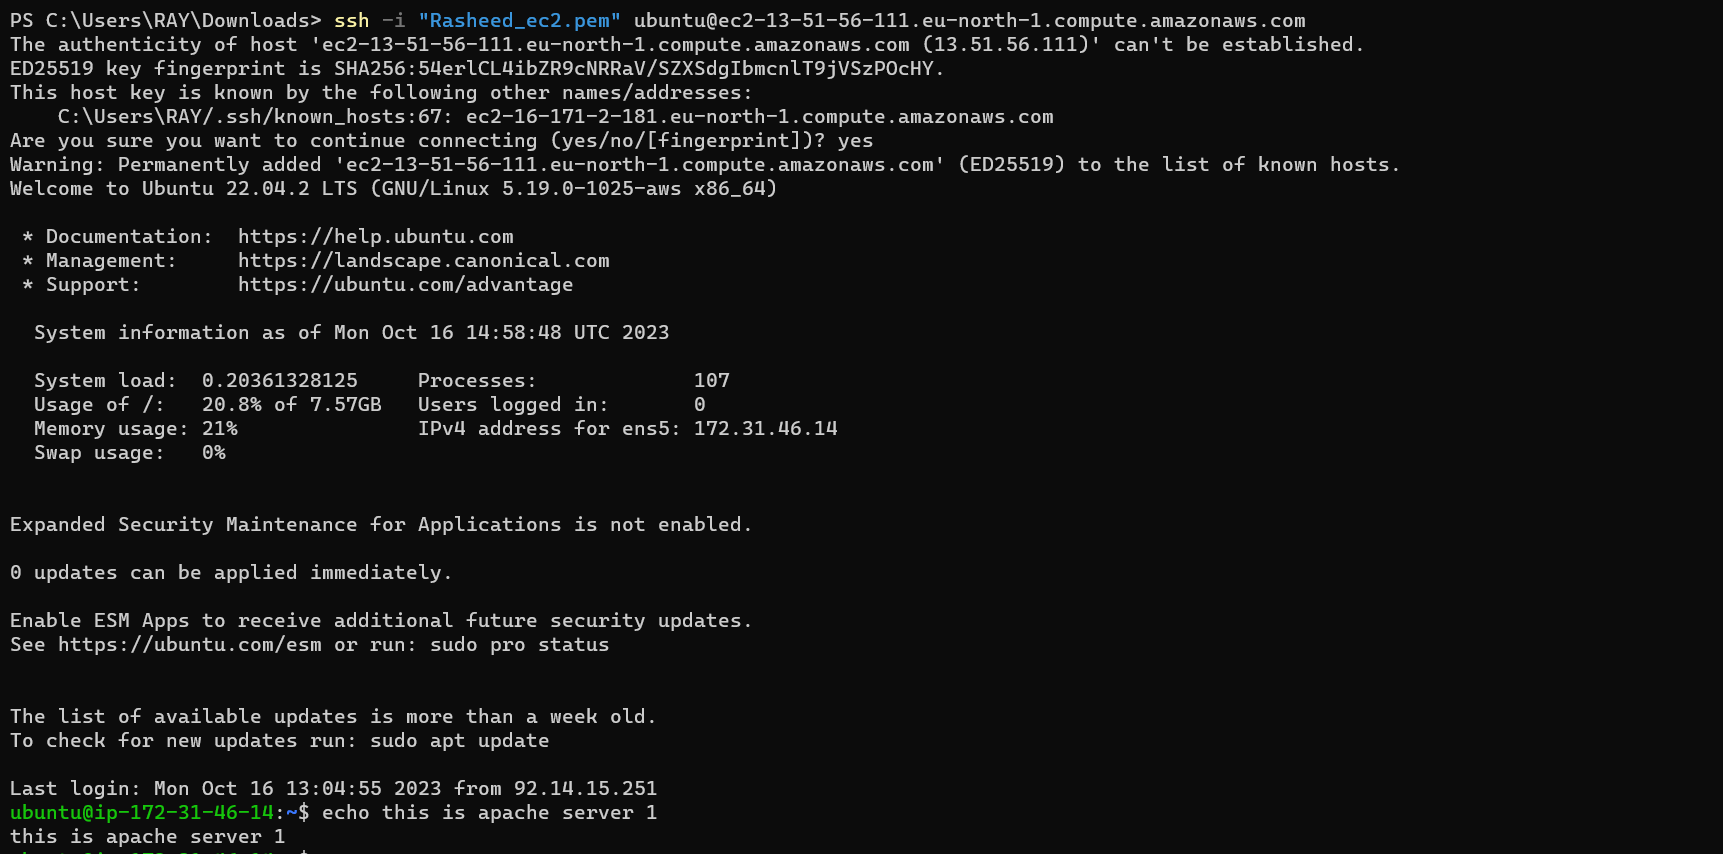 PS C:\Users\RAY\Downloads> ssh -i "Rasheed_ec2.pem" ubuntu@ec2-13-51-56-111.eu-north-1.compute.amazonaws.com
The authenticity of host 'ec2-13-51-56-111.eu-north-1.compute.amazonaws.com (13.51.56.111)' can't be established.
ED25519 key fingerprint is SHA256:54erlCL4ibZR9cNRRaV/SZXSdgIbmcnlT9jVSzPOcHY.
This host key is known by the following other names/addresses:
    C:\Users\RAY/.ssh/known_hosts:67: ec2-16-171-2-181.eu-north-1.compute.amazonaws.com
Are you sure you want to continue connecting (yes/no/[fingerprint])? yes
Warning: Permanently added 'ec2-13-51-56-111.eu-north-1.compute.amazonaws.com' (ED25519) to the list of known hosts.
Welcome to Ubuntu 22.04.2 LTS (GNU/Linux 5.19.0-1025-aws x86_64)
 * Documentation:  https://help.ubuntu.com
 * Management:     https://landscape.canonical.com
 * Support:        https://ubuntu.com/advantage
  System information as of Mon Oct 16 14:58:48 UTC 2023
  System load:  0.20361328125     Processes:             107
  Usage of /:   20.8% of 7.57GB   Users logged in:       0
  Memory usage: 21%               IPv4 address for ens5: 172.31.46.14
  Swap usage:   0%
Expanded Security Maintenance for Applications is not enabled.
0 updates can be applied immediately.
Enable ESM Apps to receive additional future security updates.
See https://ubuntu.com/esm or run: sudo pro status
The list of available updates is more than a week old.
To check for new updates run: sudo apt update
Last login: Mon Oct 16 13:04:55 2023 from 92.14.15.251
ubuntu@ip-172-31-46-14:~$ echo this is apache server 1
this is apache server 1